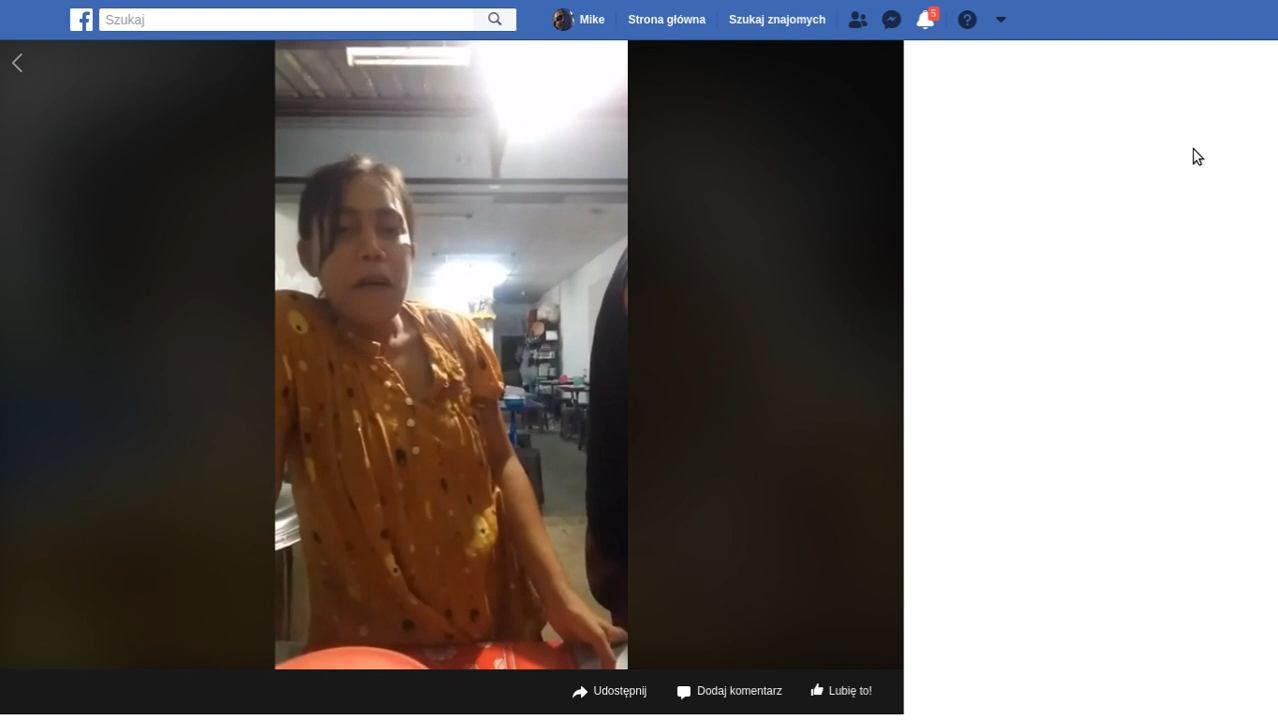 Szukaj
Mike
Strona główna
Szukaj znajomych
5
Udostępnij
Dodaj komentarz
Lubię to!